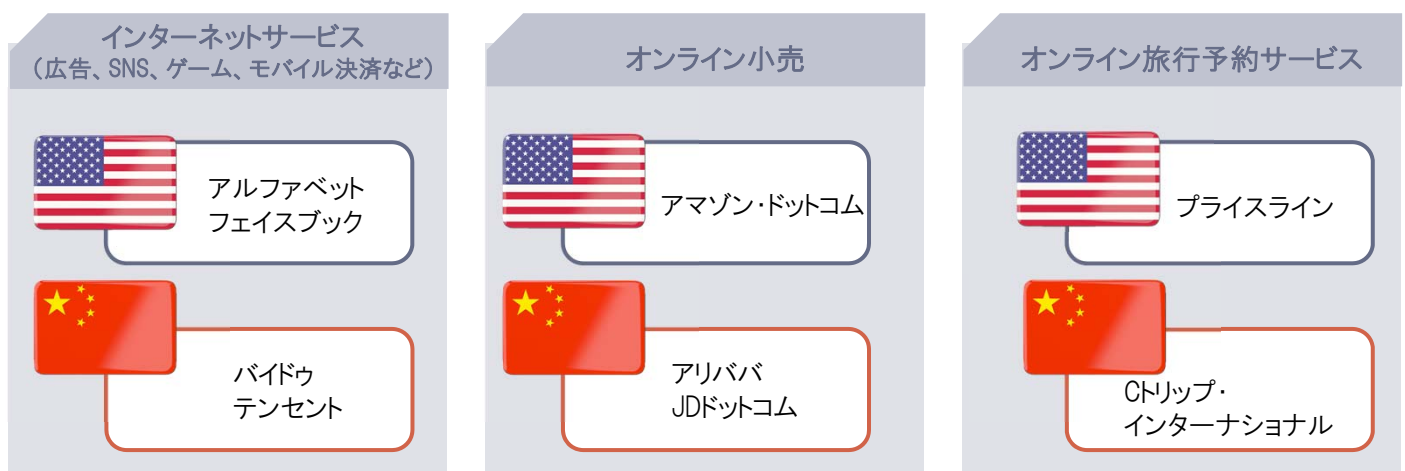 インターネットサービス
（広告、SNS、ゲーム、モバイル決済など）
アルファベット
フェイスブック
バイドゥ
テンセント
オンライン小売
アマゾン・ドットコム
アリババ
JDドットコム
オンライン旅行予約サービス
プライスライン
Cトリップ・
インターナショナル